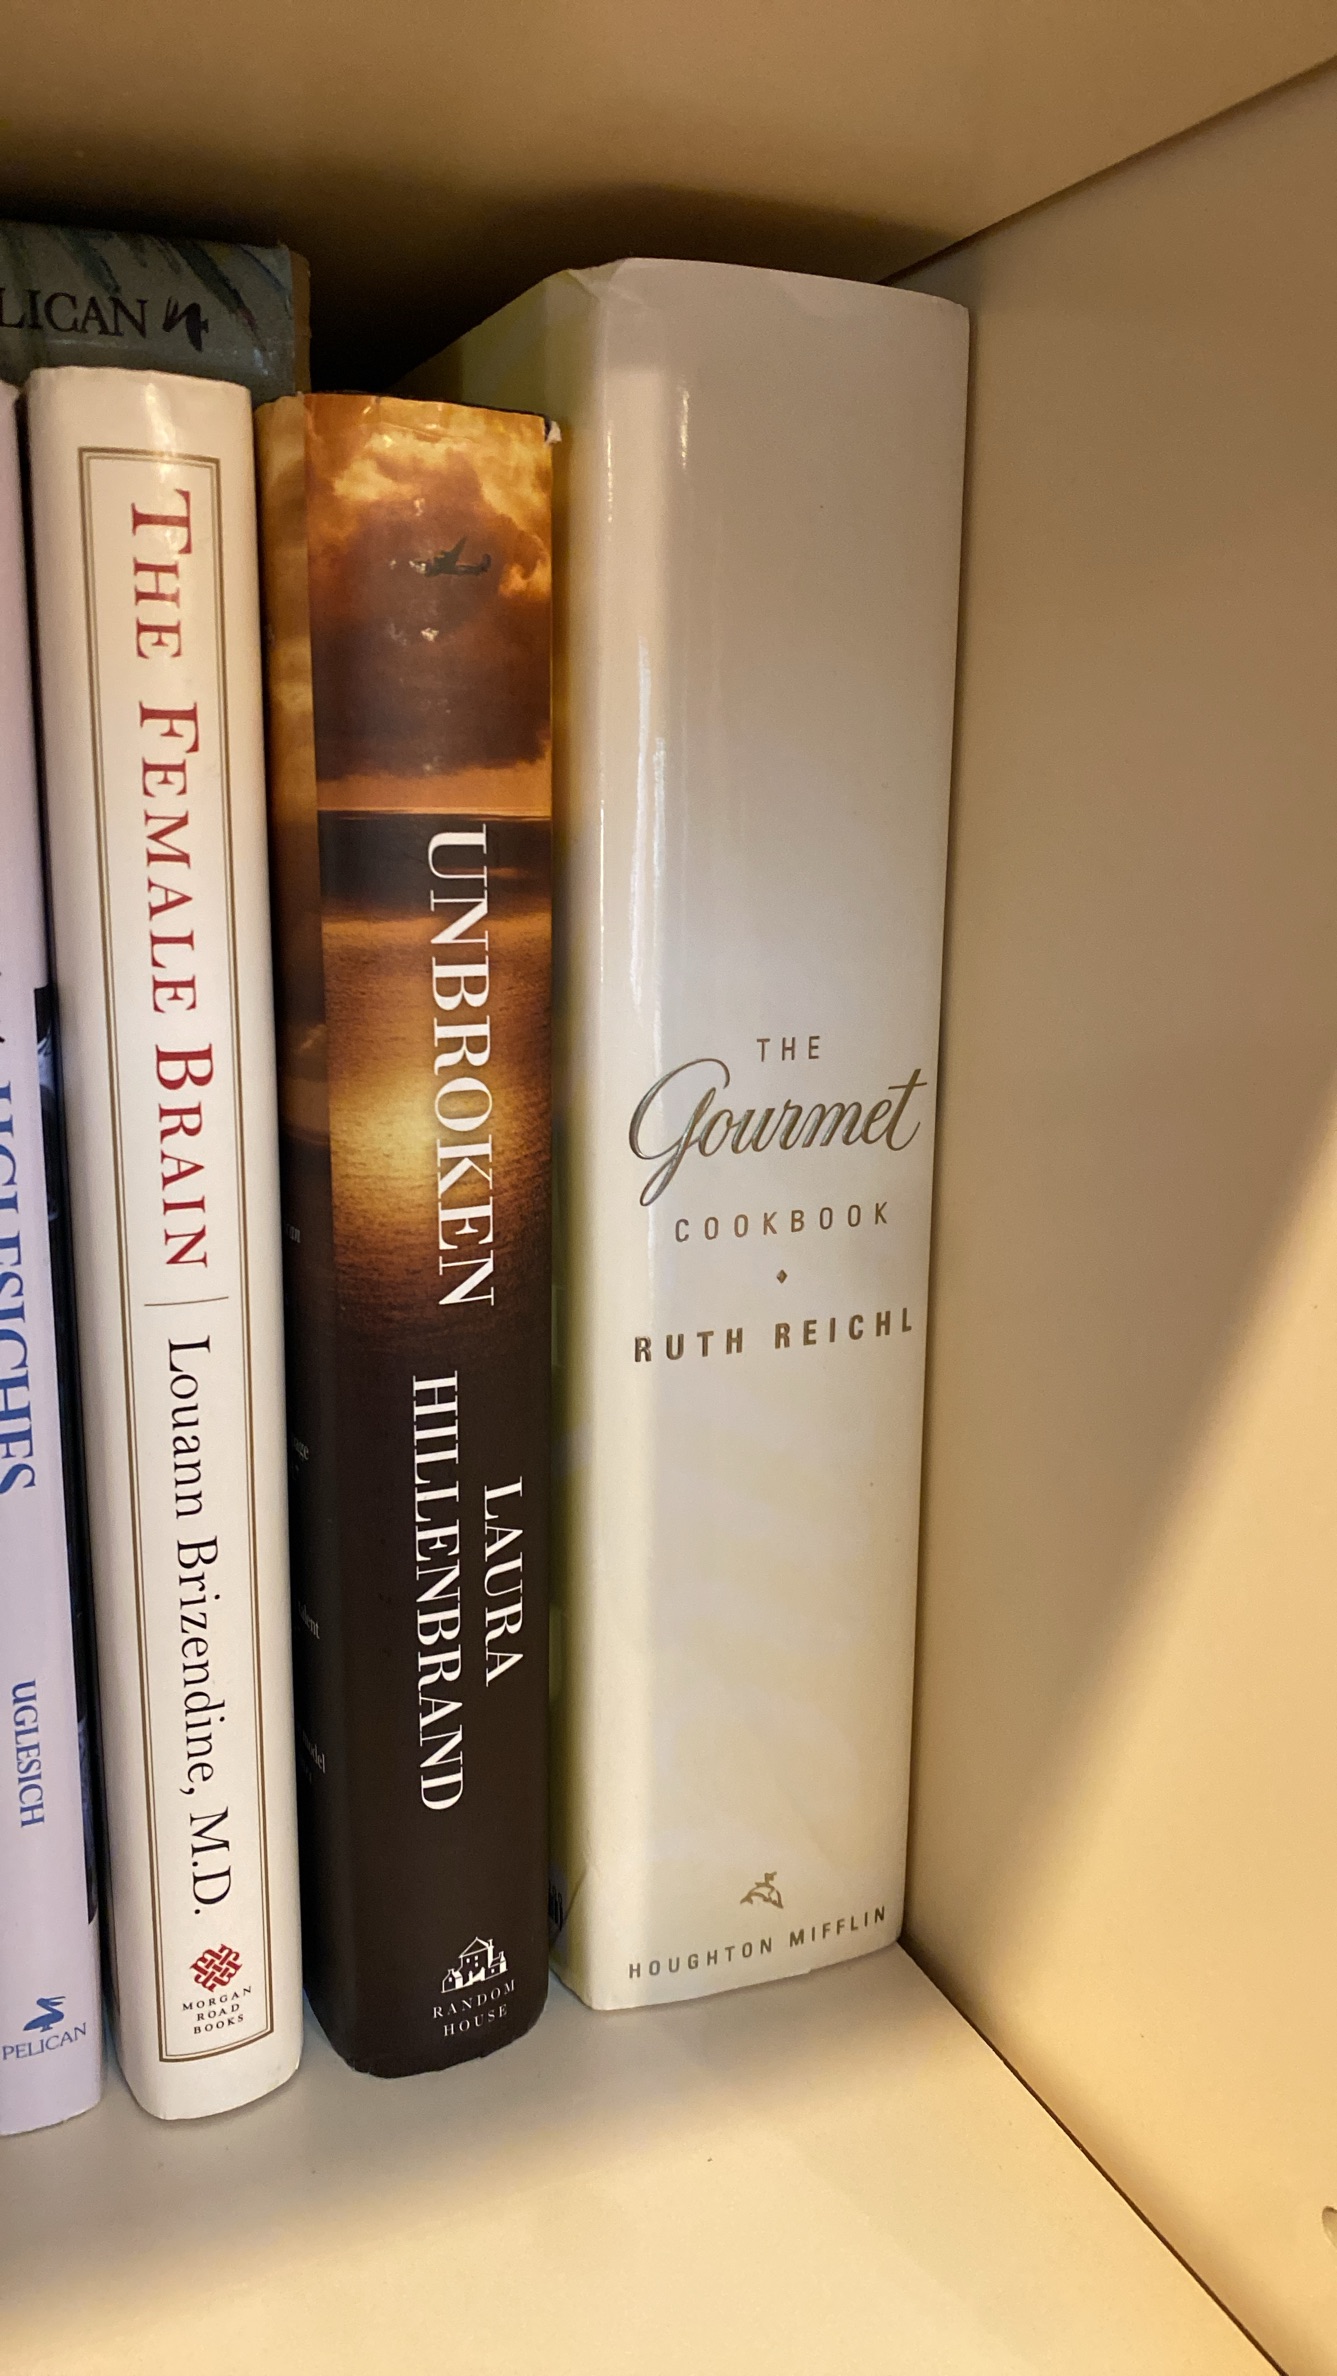 LICAN
UGLESICH
PELICAN
THE FEMALE BRAIN
Louann Brizendine, M.D.
MORGAN
ROAD
BOOKS
UNBROKEN
LAURA
HILLENBRAND
RANDOM
HOUSE
THE
Gourmet
COOKBOOK
RUTH REICHL
HOUGHTON MIFFLIN